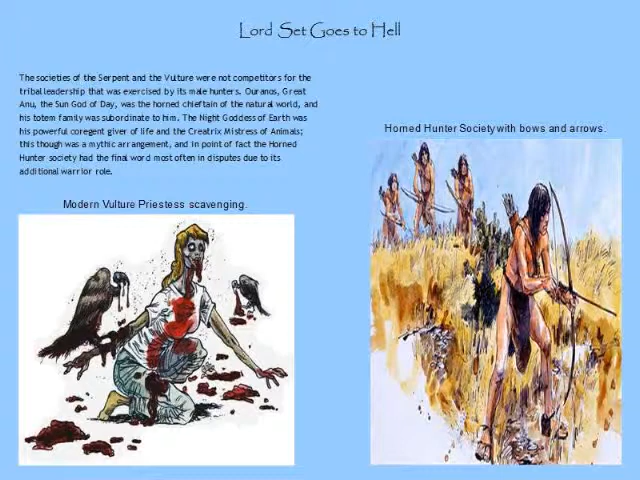 Lord Set Goes to Hell
The societies of the Serpent and the Vulture were not competitors for the
tribal leadership that was exercised by its male hunters. Ouranos, Great
Anu, the Sun God of Day, was the horned chieftain of the natural world, and
his totem family was subordinate to him. The Night Goddess of Earth was
his powerful coregent giver of life and the Creatrix Mistress of Animals;
this though was a mythic arrangement, and in point of fact the Horned
Hunter society had the final word most often in disputes due to its
additional warrior role.
Horned Hunter Society with bows and arrows.
Modern Vulture Priestess scavenging.